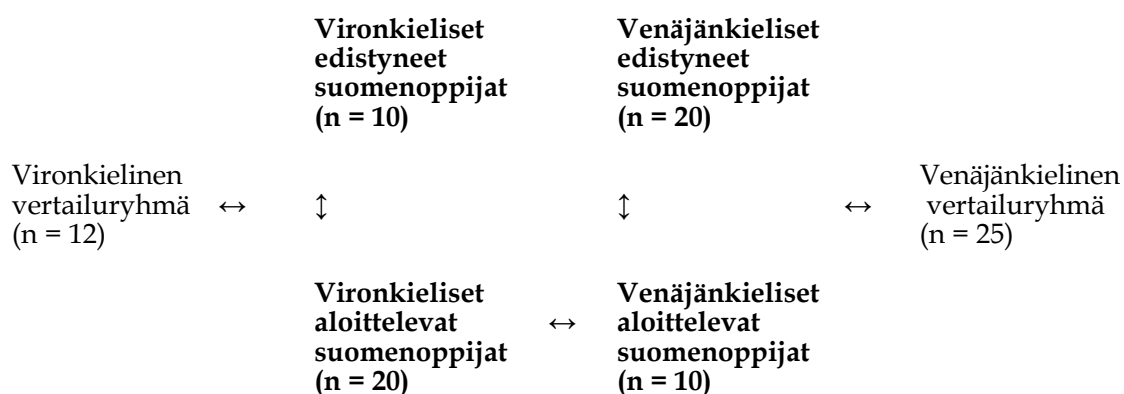 Vironkieliset
edistyneet
suomenoppijat
(n = 10)
Venäjänkieliset
edistyneet
suomenoppijat
(n = 20)
Vironkielinen
vertailuryhmä ↔
(n = 12)
↕
↕
↔
Venäjänkielinen
vertailuryhmä
(n = 25)
Vironkieliset
aloittelevat
suomenoppijat
(n = 20)
↔
Venäjänkieliset
aloittelevat
suomenoppijat
(n = 10)